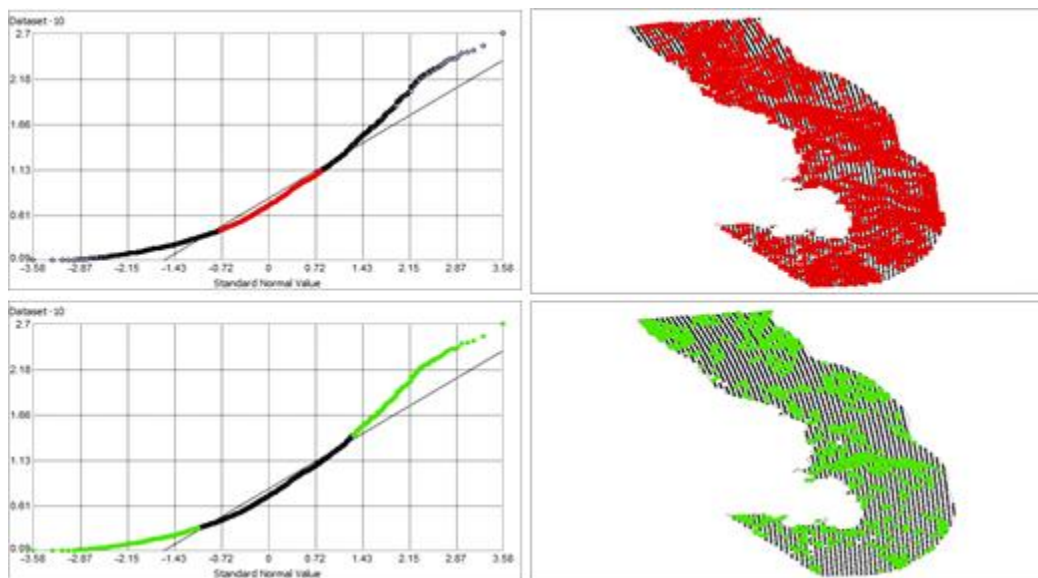 Dataset · 10
2.7
2.18
1.66
1.13
0.61
0.09
-3.58 -2.87 -2.15 -1.43 -0.72 0 0.72 1.43 2.15 2.87 3.58
Standard Normal Value
Dataset · 10
2.7
2.18
1.66
1.13
0.61
0.09
-3.58 -2.87 -2.15 -1.43 -0.72 0 0.72 1.43 2.15 2.87 3.58
Standard Normal Value